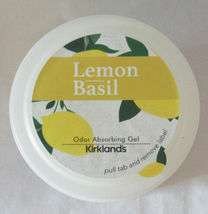 Lemon
Basil
Odor Absorbing Gel
Kirklands
pull tab and remove label